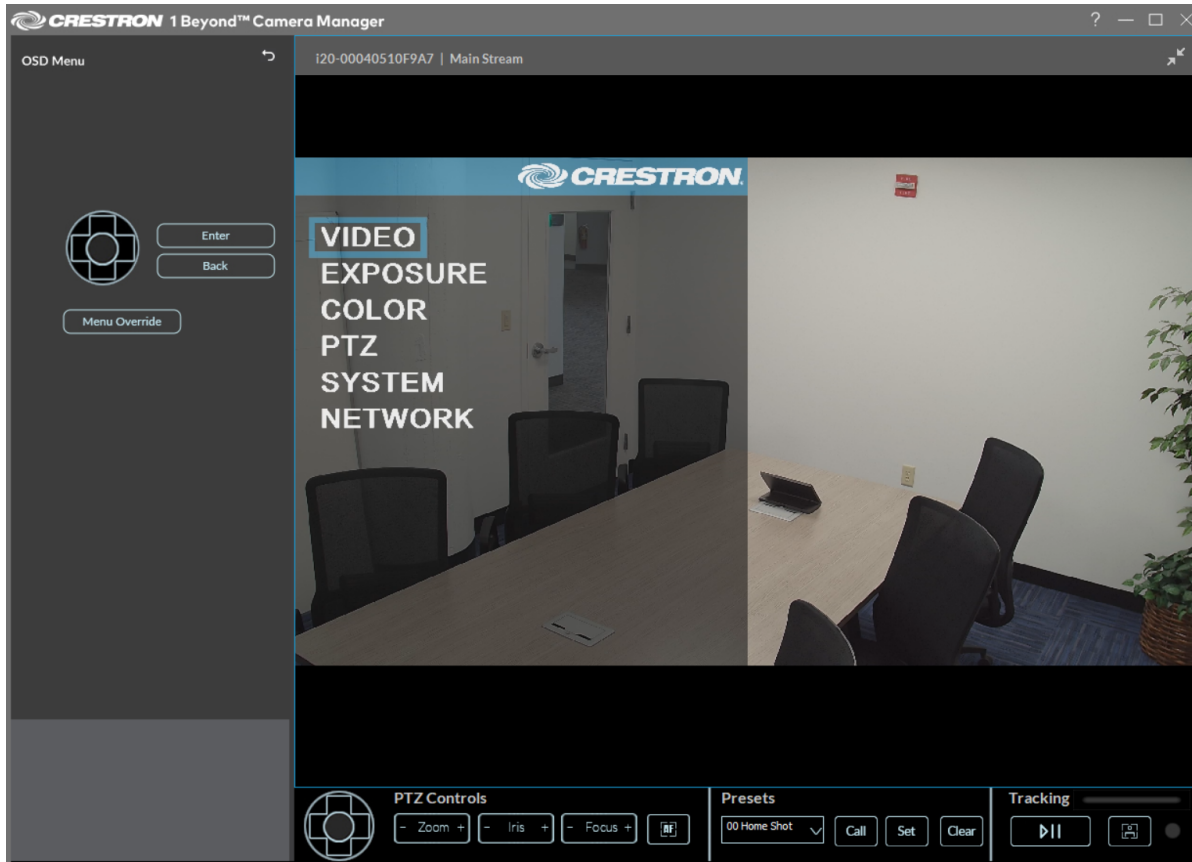 CRESTRON 1 Beyond™ Camera Manager
?
OSD Menu
i20-00040510F9A7 | Main Stream
CRESTRON.
Enter
Back
Menu Override
VIDEO
EXPOSURE
COLOR
PTZ
SYSTEM
NETWORK
PTZ Controls
- Zoom +
- Iris +
- Focus +
AF
Presets
00 Home Shot
Call
Set
Clear
Tracking